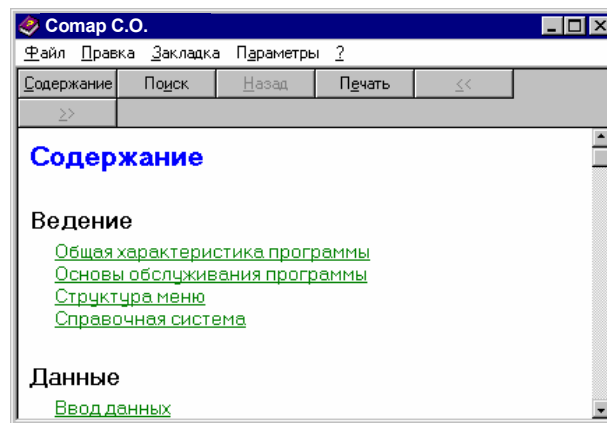 Comap C.O.
Файл Правка Закладка Параметры ?
Содержание Поиск Назад Печать <<
>>
Содержание
Ведение
Общая характеристика программы
Основы обслуживания программы
Структура меню
Справочная система
Данные
Ввод данных